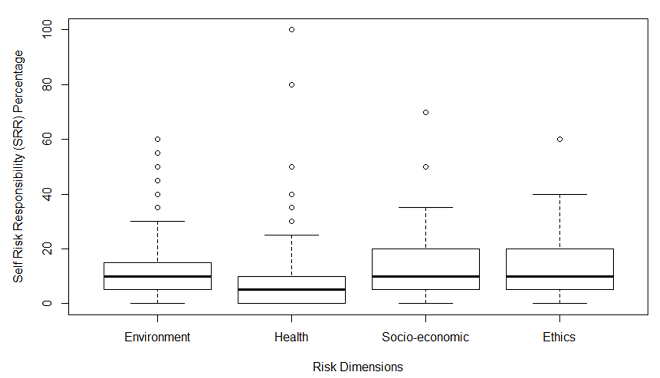 Self Risk Responsibility (SRR) Percentage
100
80
60
40
20
0
Environment Health Socio-economic Ethics
Risk Dimensions